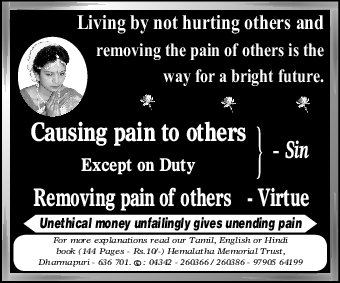 Living by not hurting others and
removing the pain of others is the
way for a bright future.
Causing pain to others
Except on Duty
- Sin
Removing pain of others - Virtue
Unethical money unfailingly gives unending pain
For more explanations read our Tamil, English or Hindi
book (144 Pages - Rs.10/-) Hemalatha Memorial Trust,
Dharmapuri - 636 701. ✆ : 04342 - 260366 / 260386 - 97905 64199